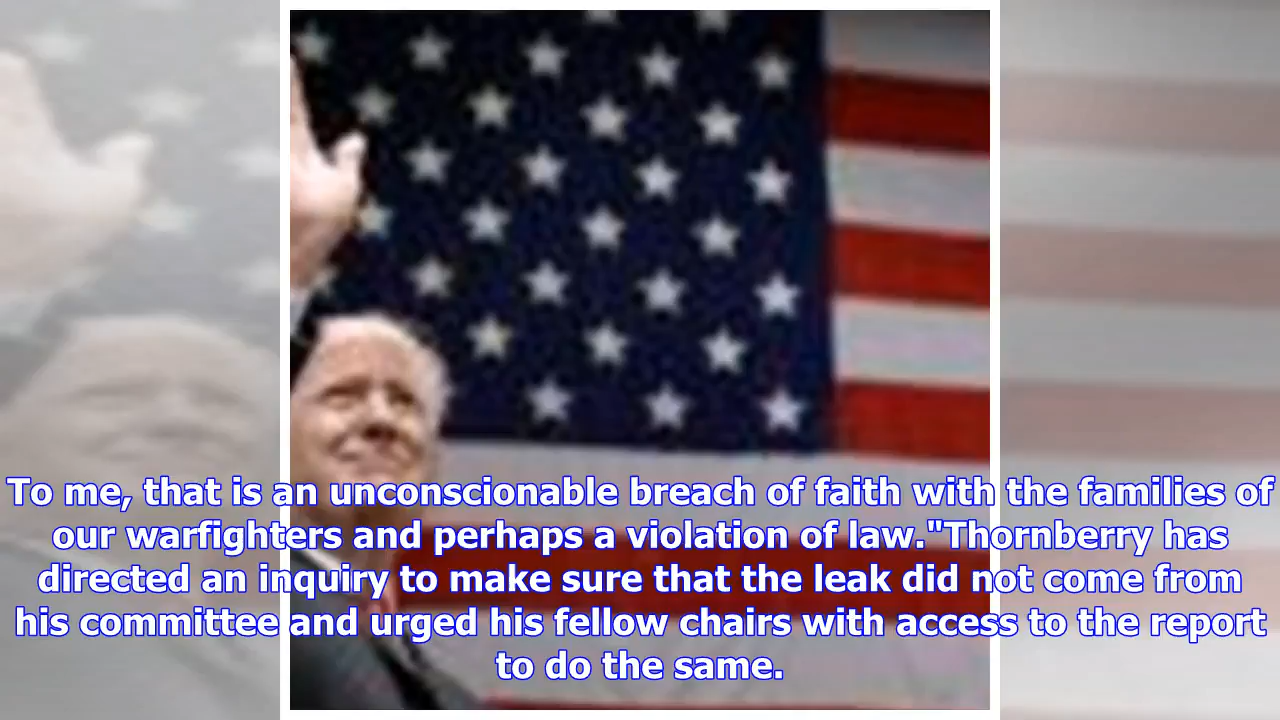 To me, that is an unconscionable breach of faith with the families of
our warfighters and perhaps a violation of law."Thornberry has
directed an inquiry to make sure that the leak did not come from
his committee and urged his fellow chairs with access to the report
to do the same.